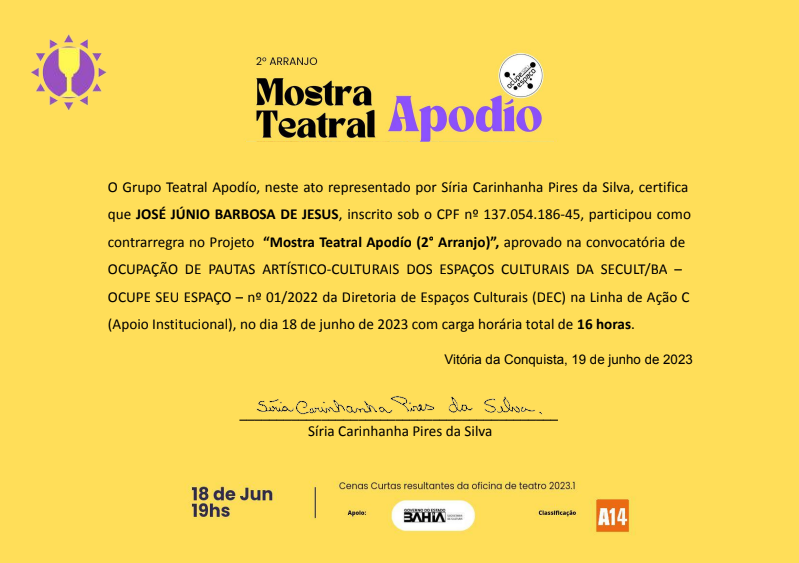 2º ARRANJO
Mostra
Teatral Apodío
ocupe seu espaço
O Grupo Teatral Apodío, neste ato representado por Síria Carinhanha Pires da Silva, certifica
que JOSÉ JÚNIO BARBOSA DE JESUS, inscrito sob o CPF nº 137.054.186-45, participou como
contrarregra no Projeto “Mostra Teatral Apodío (2° Arranjo)”, aprovado na convocatória de
OCUPAÇÃO DE PAUTAS ARTÍSTICO-CULTURAIS DOS ESPAÇOS CULTURAIS DA SECULT/BA –
OCUPE SEU ESPAÇO – nº 01/2022 da Diretoria de Espaços Culturais (DEC) na Linha de Ação C
(Apoio Institucional), no dia 18 de junho de 2023 com carga horária total de 16 horas.
Vitória da Conquista, 19 de junho de 2023
Síria Carinhanha Pires da Silva.
Síria Carinhanha Pires da Silva
18 de Jun
19hs
Cenas Curtas resultantes da oficina de teatro 2023.1
Apoio:
GOVERNO DO ESTADO
BAHIA
Classificação
A14